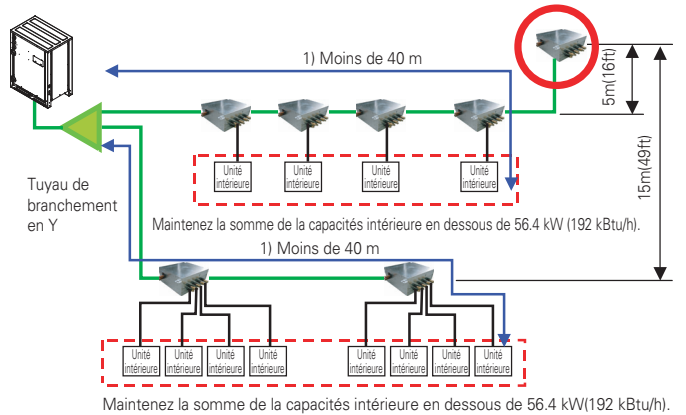 1) Moins de 40 m
5m(16ft)
15m(49ft)
Unité intérieure
Unité intérieure
Unité intérieure
Unité intérieure
Tuyau de
branchement
en Y
Maintenez la somme de la capacités intérieure en dessous de 56.4 kW (192 kBtu/h).
1) Moins de 40 m
Unité intérieure
Unité intérieure
Unité intérieure
Unité intérieure
Unité intérieure
Unité intérieure
Unité intérieure
Unité intérieure
Maintenez la somme de la capacités intérieure en dessous de 56.4 kW(192 kBtu/h).